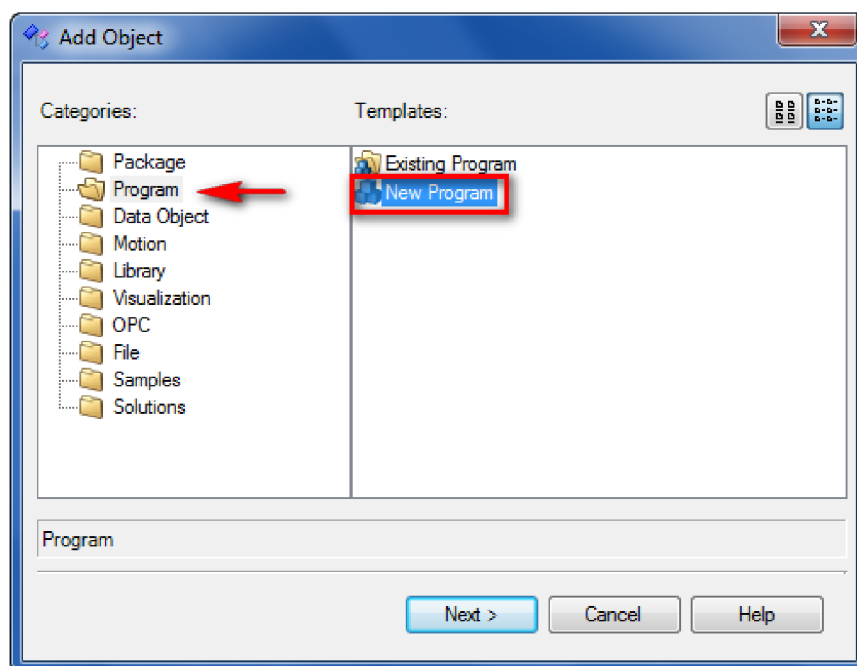 Add Object
Categories:
Templates:
Package
Program
Data Object
Motion
Library
Visualization
OPC
File
Samples
Solutions
Existing Program
New Program
Program
Next >
Cancel
Help